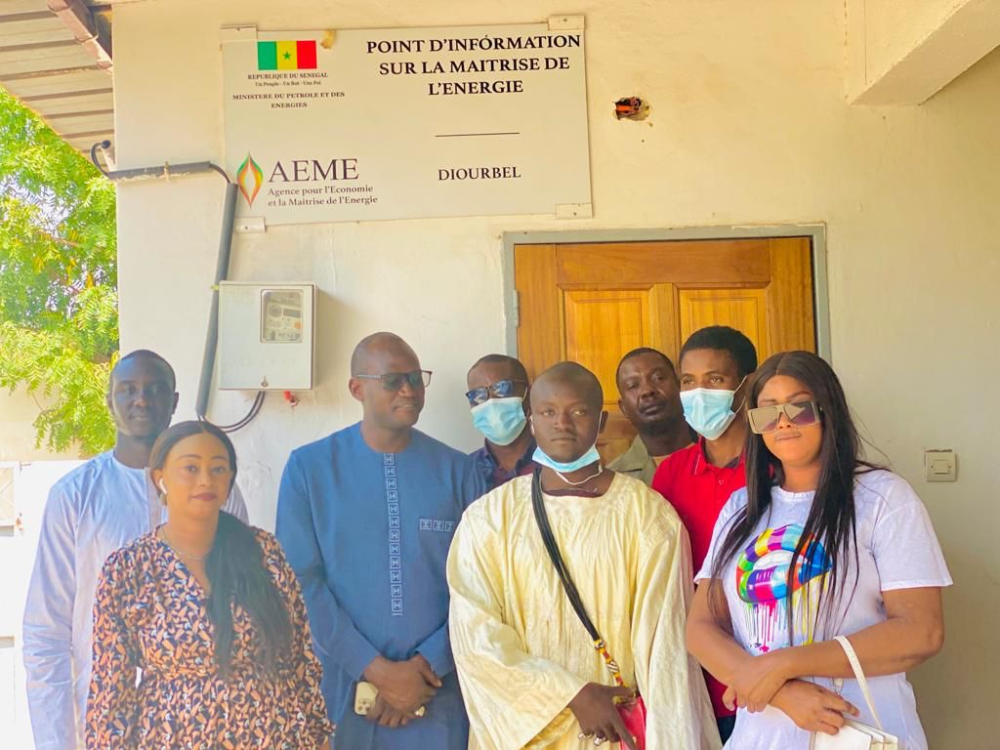 REPUBLIQUE DU SENEGAL
Un Peuple - Un But - Une Foi
MINISTERE DU PETROLE ET DES
ENERGIES
POINT D'INFORMATION
SUR LA MAITRISE DE
L'ENERGIE
AEME
Agence pour l'Economie
et la Maitrise de l'Energie
DIOURBEL